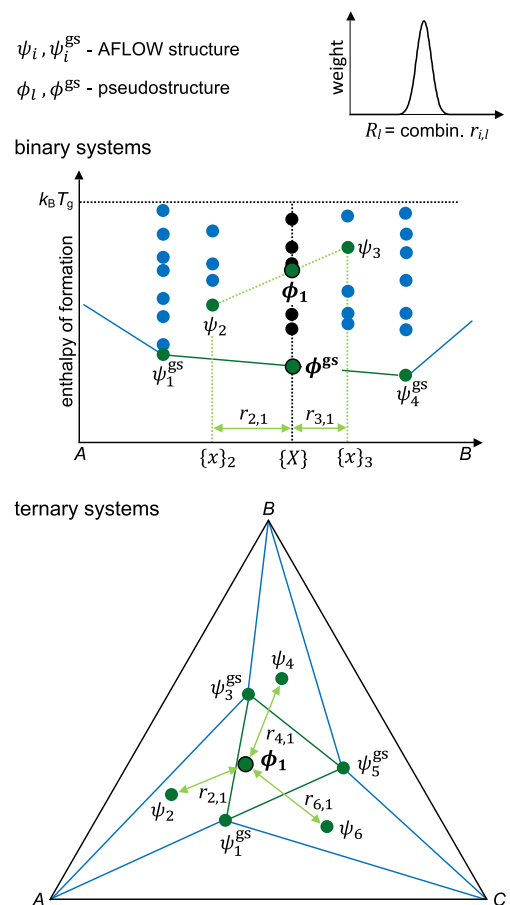 ψᵢ, ψᵢᵍˢ - AFLOW structure
ϕₗ, ϕᵍˢ - pseudostructure
weight
Rₗ = combin. rᵢ,ₗ
binary systems
k_B T_g
enthalpy of formation
ψ₃
ϕ₁
ψ₂
ψ₁ᵍˢ
ϕᵍˢ
ψ₄ᵍˢ
r₂,₁
r₃,₁
A
{x}₂
{X}
{x}₃
B
ternary systems
B
ψ₄
ψ₃ᵍˢ
r₄,₁
ϕ₁
ψ₅ᵍˢ
r₂,₁
r₆,₁
ψ₂
ψ₁ᵍˢ
ψ₆
A
C